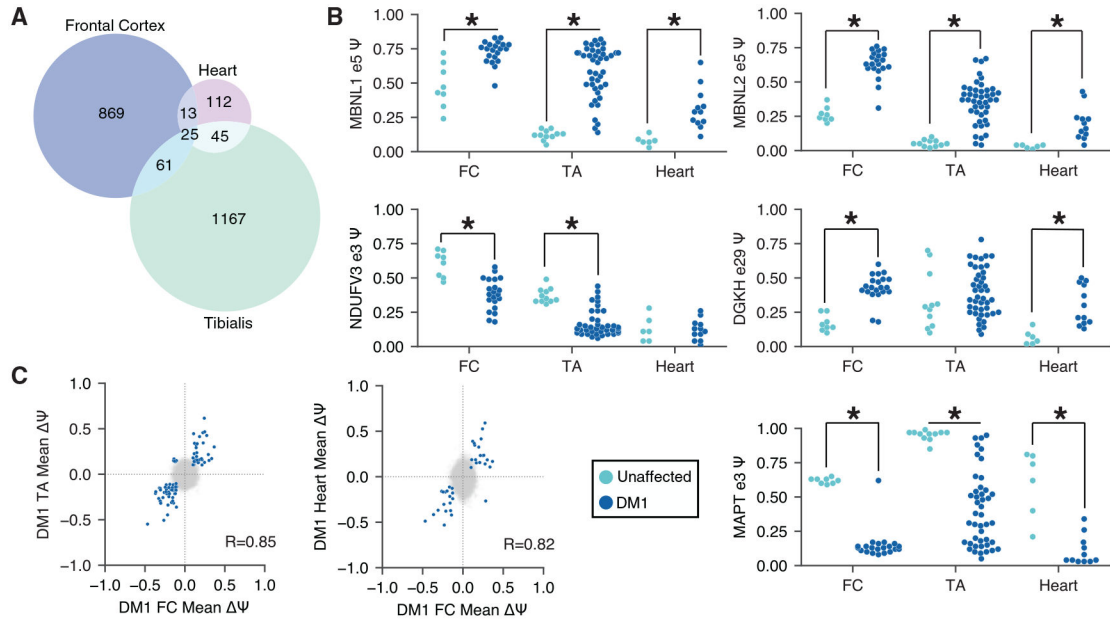 A
Frontal Cortex
Heart
869
13
112
25
45
61
1167
Tibialis
B
MBNL1 e5 Ψ
1.00
0.75
0.50
0.25
0.00
*
*
*
FC
TA
Heart
MBNL2 e5 Ψ
1.00
0.75
0.50
0.25
0.00
*
*
*
FC
TA
Heart
NDUFV3 e3 Ψ
1.00
0.75
0.50
0.25
0.00
*
*
FC
TA
Heart
DGKH e29 Ψ
1.00
0.75
0.50
0.25
0.00
*
*
FC
TA
Heart
C
DM1 TA Mean ΔΨ
1.0
0.5
0.0
−0.5
−1.0
R=0.85
−1.0
−0.5
0.0
0.5
1.0
DM1 FC Mean ΔΨ
DM1 Heart Mean ΔΨ
1.0
0.5
0.0
−0.5
−1.0
R=0.82
−1.0
−0.5
0.0
0.5
1.0
DM1 FC Mean ΔΨ
Unaffected
DM1
MAPT e3 Ψ
1.00
0.75
0.50
0.25
0.00
*
*
*
FC
TA
Heart